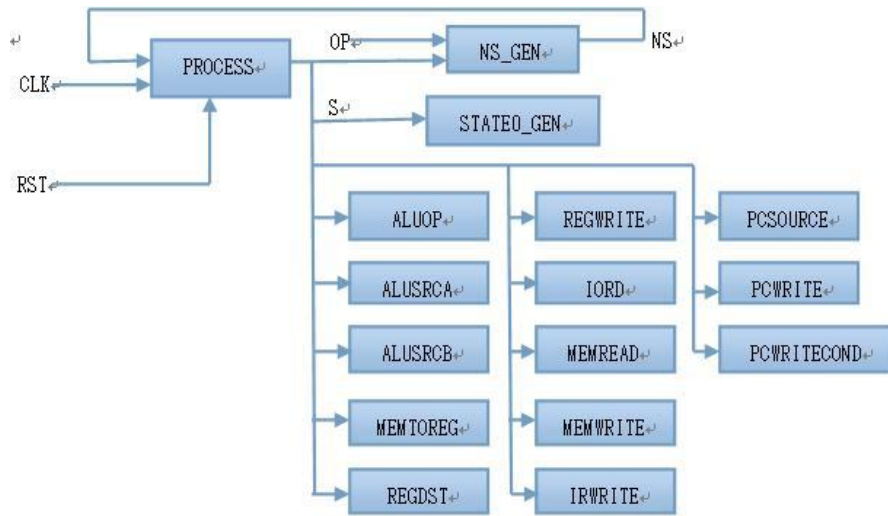 OP
NS_GEN
NS
PROCESS
CLK
S
STATEO_GEN
RST
ALUOP
REGWRITE
PCSOURCE
ALUSRCA
IORD
PCWRITE
ALUSRCB
MEMREAD
PCWRITECOND
MEMTOREG
MEMWRITE
REGDST
IRWRITE